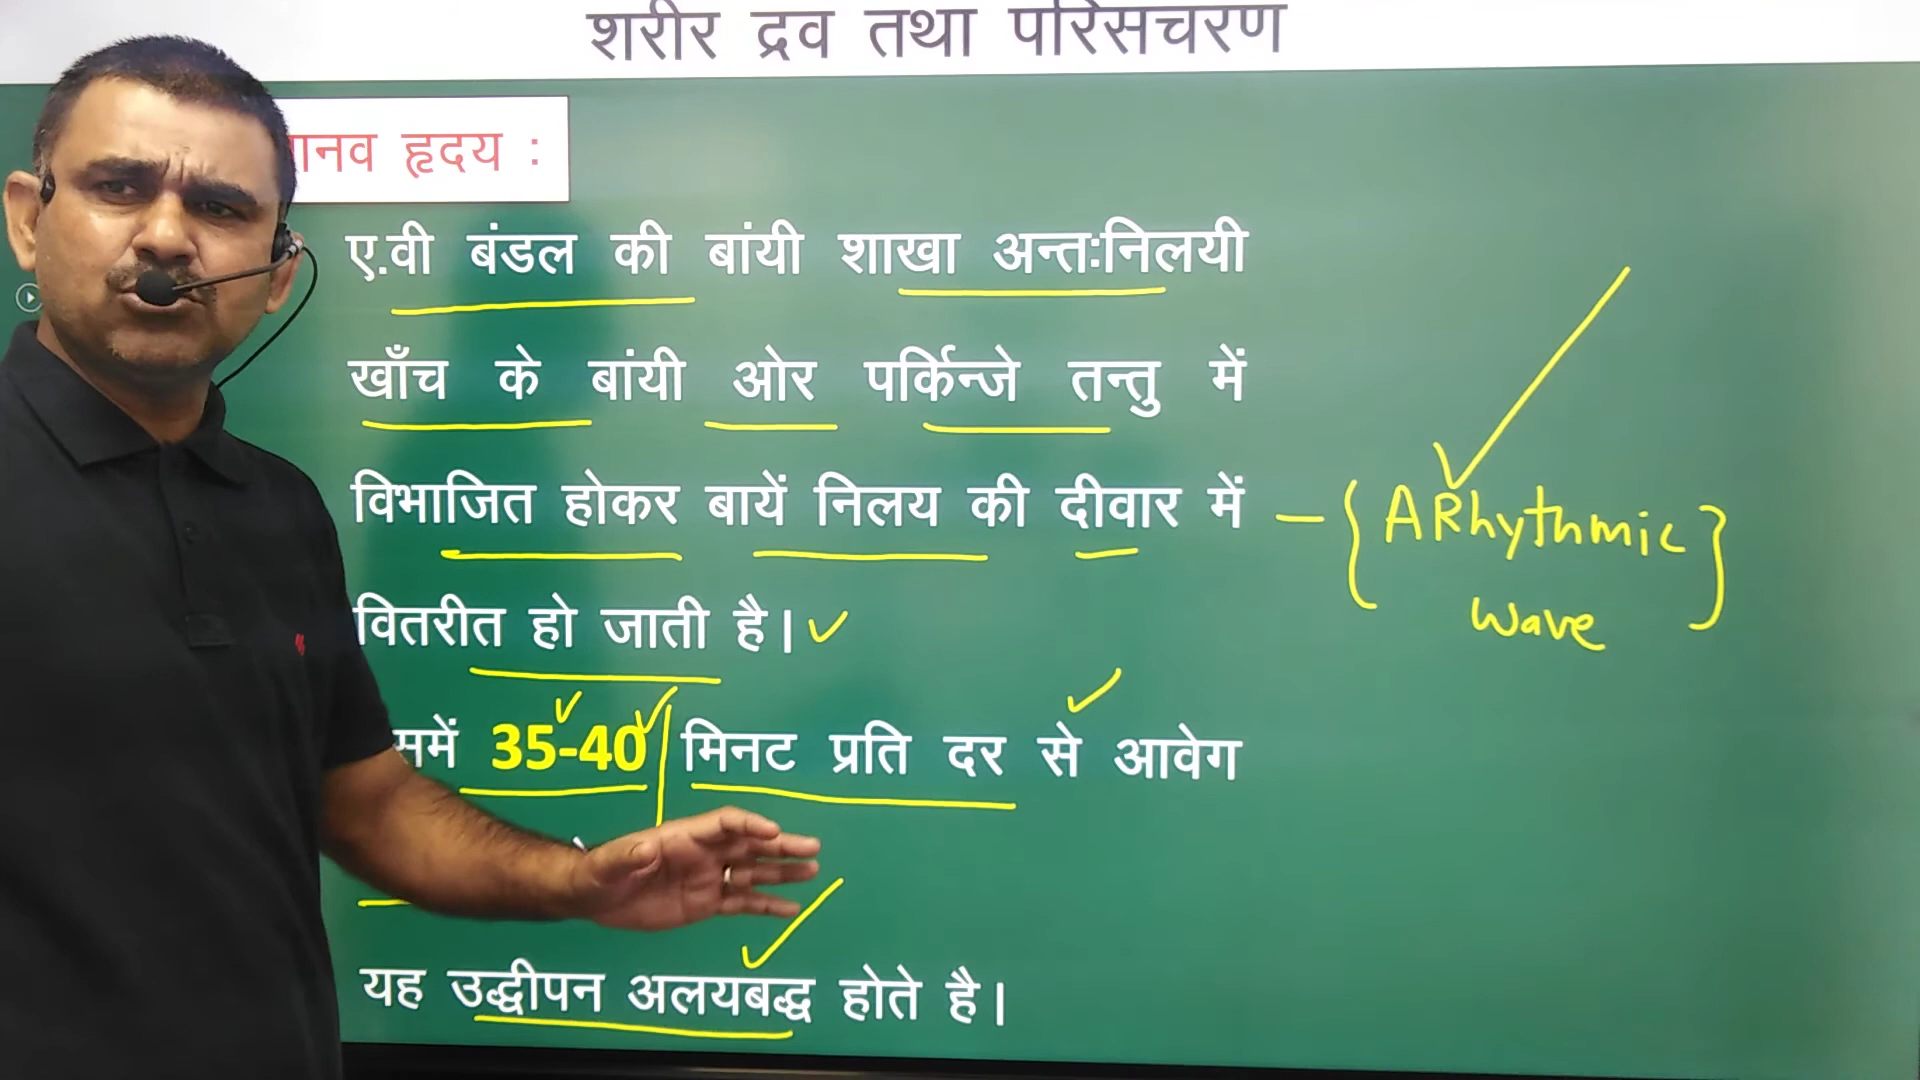 शरीर द्रव तथा परिसचरण
मानव हृदय :
ए.वी बंडल की बांयी शाखा अन्तःनिलयी
खाँच के बांयी ओर पर्किन्जे तन्तु में
विभाजित होकर बायें निलय की दीवार में
वितरीत हो जाती है।
35-40 मिनट प्रति दर से आवेग
यह उद्धीपन अलयबद्ध होते है।
{ARhythmic}
wave